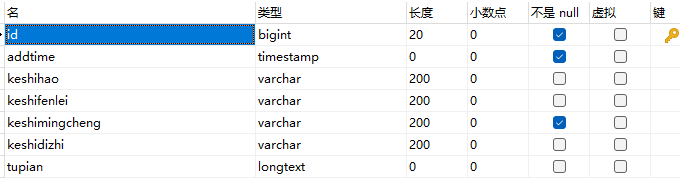 名 类型 长度 小数点 不是 null 虚拟 键
id bigint 20 0
addtime timestamp 0 0
keshihao varchar 200 0
keshifenlei varchar 200 0
keshimingcheng varchar 200 0
keshidizhi varchar 200 0
tupian longtext 0 0